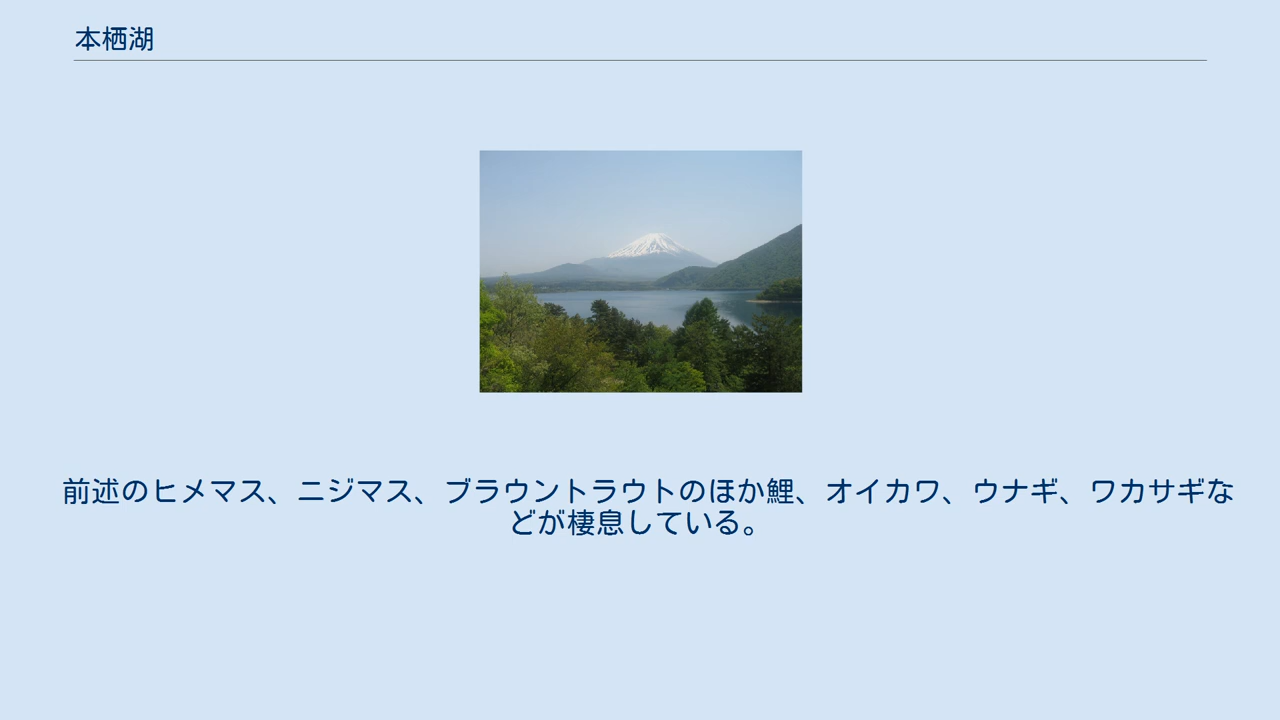 本栖湖
前述のヒメマス、ニジマス、ブラウントラウトのほか鯉、オイカワ、ウナギ、ワカサギな
どが棲息している。